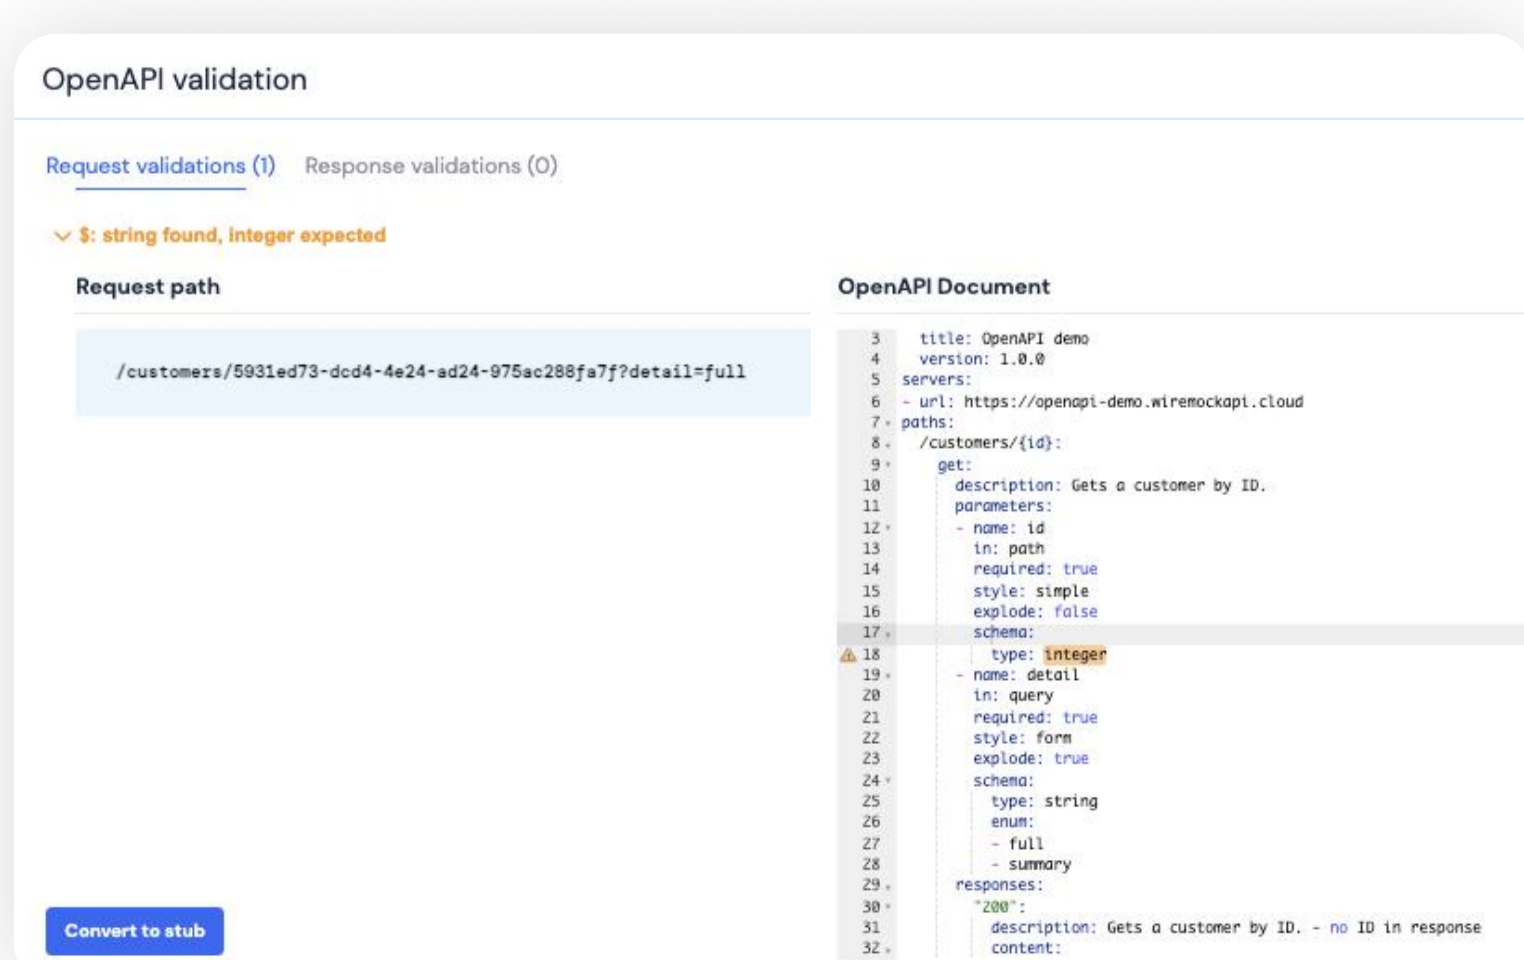 OpenAPI validation
Request validations (1) Response validations (0)
$: string found, integer expected
Request path
/customers/5931ed73-dcd4-4e24-ad24-975ac288fa7f?detail=full
OpenAPI Document
3 title: OpenAPI demo
4 version: 1.0.0
5 servers:
6 - url: https://openapi-demo.wiremockapi.cloud
7 paths:
8 /customers/{id}:
9 get:
10 description: Gets a customer by ID.
11 parameters:
12 - name: id
13 in: path
14 required: true
15 style: simple
16 explode: false
17 schema:
18 type: integer
19 - name: detail
20 in: query
21 required: true
22 style: form
23 explode: true
24 schema:
25 type: string
26 enum:
27 - full
28 - summary
29 responses:
30 "200":
31 description: Gets a customer by ID. - no ID in response
32 content:
Convert to stub